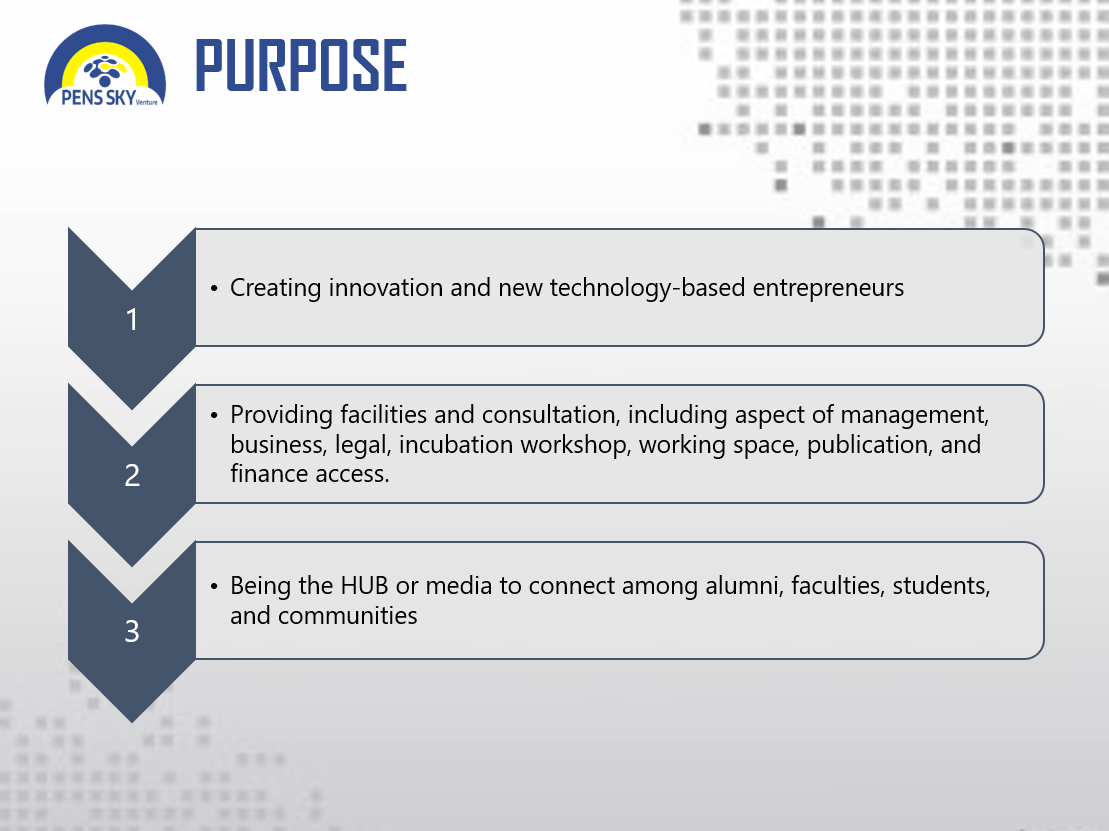 PURPOSE
PENS SKY Venture
1
• Creating innovation and new technology-based entrepreneurs
2
• Providing facilities and consultation, including aspect of management,
business, legal, incubation workshop, working space, publication, and
finance access.
3
• Being the HUB or media to connect among alumni, faculties, students,
and communities